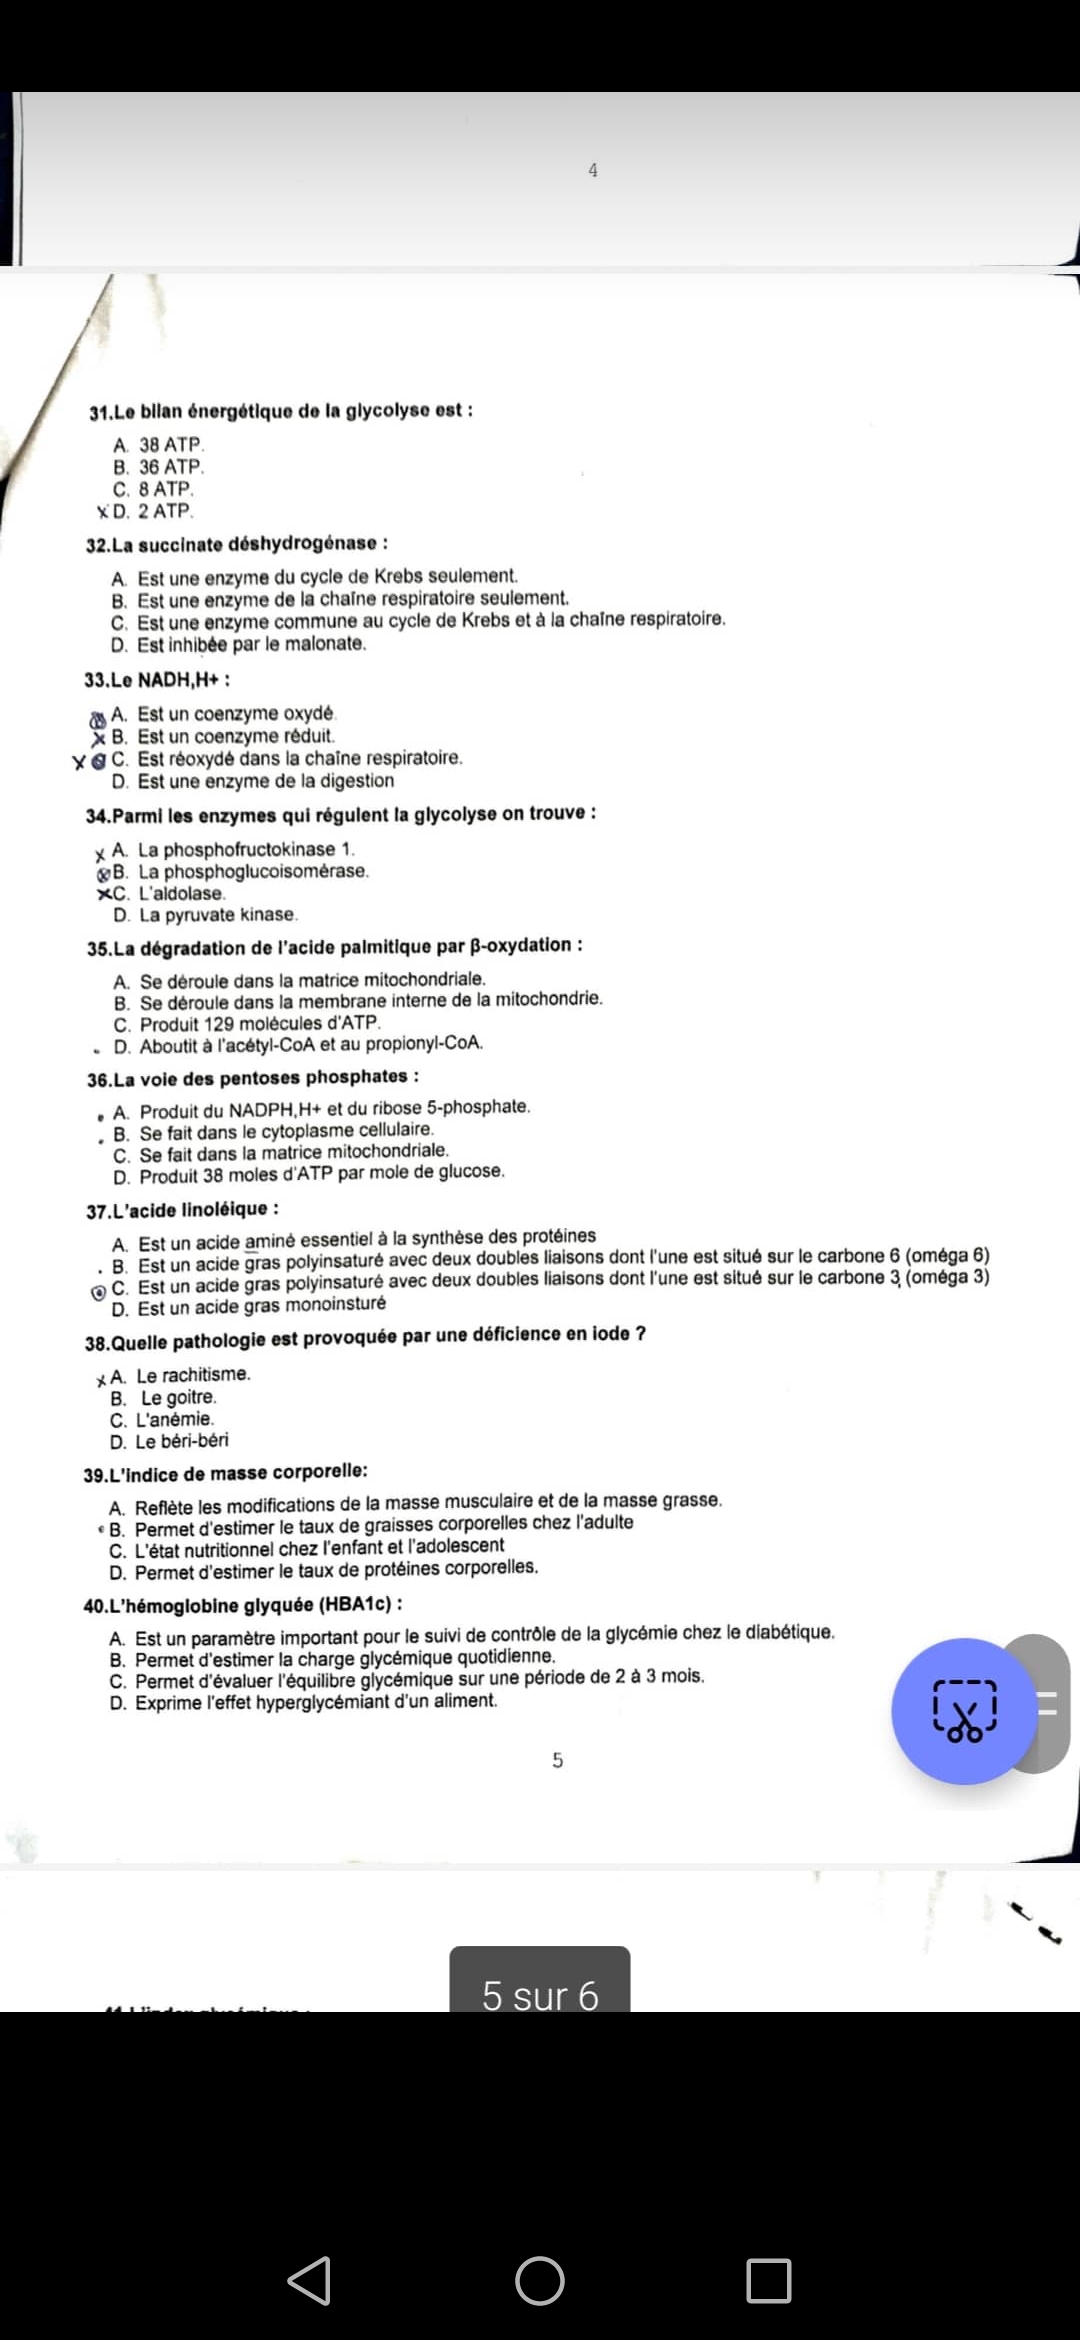 4
31.Le bilan énergétique de la glycolyse est :
A. 38 ATP.
B. 36 ATP.
C. 8 ATP.
X D. 2 ATP.
32.La succinate déshydrogénase :
A. Est une enzyme du cycle de Krebs seulement.
B. Est une enzyme de la chaîne respiratoire seulement.
C. Est une enzyme commune au cycle de Krebs et à la chaîne respiratoire.
D. Est inhibée par le malonate.
33.Le NADH,H+ :
A. Est un coenzyme oxydé.
X B. Est un coenzyme réduit.
X C. Est réoxydé dans la chaîne respiratoire.
D. Est une enzyme de la digestion
34.Parmi les enzymes qui régulent la glycolyse on trouve :
X A. La phosphofructokinase 1.
B. La phosphoglucoisomérase.
X C. L'aldolase.
D. La pyruvate kinase.
35.La dégradation de l'acide palmitique par β-oxydation :
A. Se déroule dans la matrice mitochondriale.
B. Se déroule dans la membrane interne de la mitochondrie.
C. Produit 129 molécules d'ATP.
D. Aboutit à l'acétyl-CoA et au propionyl-CoA.
36.La voie des pentoses phosphates :
A. Produit du NADPH,H+ et du ribose 5-phosphate.
B. Se fait dans le cytoplasme cellulaire.
C. Se fait dans la matrice mitochondriale.
D. Produit 38 moles d'ATP par mole de glucose.
37.L'acide linoléique :
A. Est un acide aminé essentiel à la synthèse des protéines
B. Est un acide gras polyinsaturé avec deux doubles liaisons dont l'une est situé sur le carbone 6 (oméga 6)
C. Est un acide gras polyinsaturé avec deux doubles liaisons dont l'une est situé sur le carbone 3 (oméga 3)
D. Est un acide gras monoinsturé
38.Quelle pathologie est provoquée par une déficience en iode ?
X A. Le rachitisme.
B. Le goitre.
C. L'anémie.
D. Le béri-béri
39.L'indice de masse corporelle:
A. Reflète les modifications de la masse musculaire et de la masse grasse.
B. Permet d'estimer le taux de graisses corporelles chez l'adulte
C. L'état nutritionnel chez l'enfant et l'adolescent
D. Permet d'estimer le taux de protéines corporelles.
40.L'hémoglobine glyquée (HBA1c) :
A. Est un paramètre important pour le suivi de contrôle de la glycémie chez le diabétique.
B. Permet d'estimer la charge glycémique quotidienne.
C. Permet d'évaluer l'équilibre glycémique sur une période de 2 à 3 mois.
D. Exprime l'effet hyperglycémiant d'un aliment.
5
5 sur 6